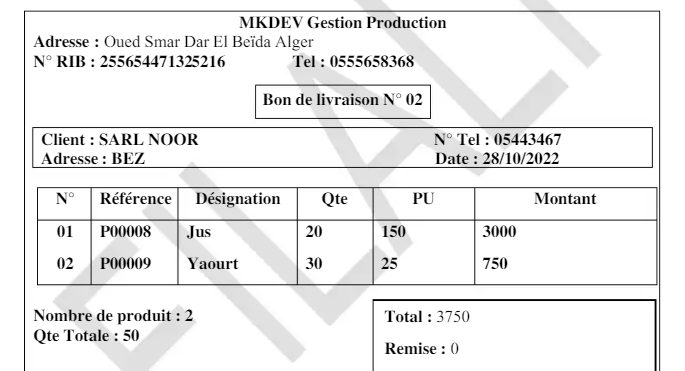 MKDEV Gestion Production
Adresse : Oued Smar Dar El Beïda Alger
N° RIB : 255654471325216 Tel : 0555658368
Bon de livraison N° 02
Client : SARL NOOR N° Tel : 05443467
Adresse : BEZ Date : 28/10/2022
N° Référence Désignation Qte PU Montant
01 P00008 Jus 20 150 3000
02 P00009 Yaourt 30 25 750
Nombre de produit : 2
Qte Totale : 50
Total : 3750
Remise : 0